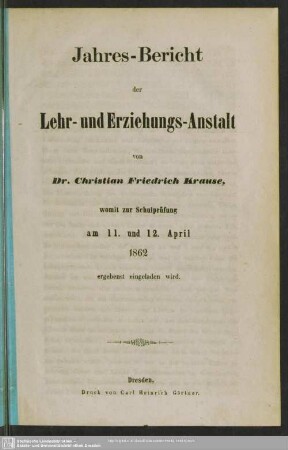 Jahres-Bericht
der
Lehr- und Erziehungs-Anstalt
von
Dr. Christian Friedrich Krause,
womit zur Schulprüfung
am 11. und 12. April
1862
ergebenst eingeladen wird.
Dresden,
Druck von Carl Heinrich Gärtner.